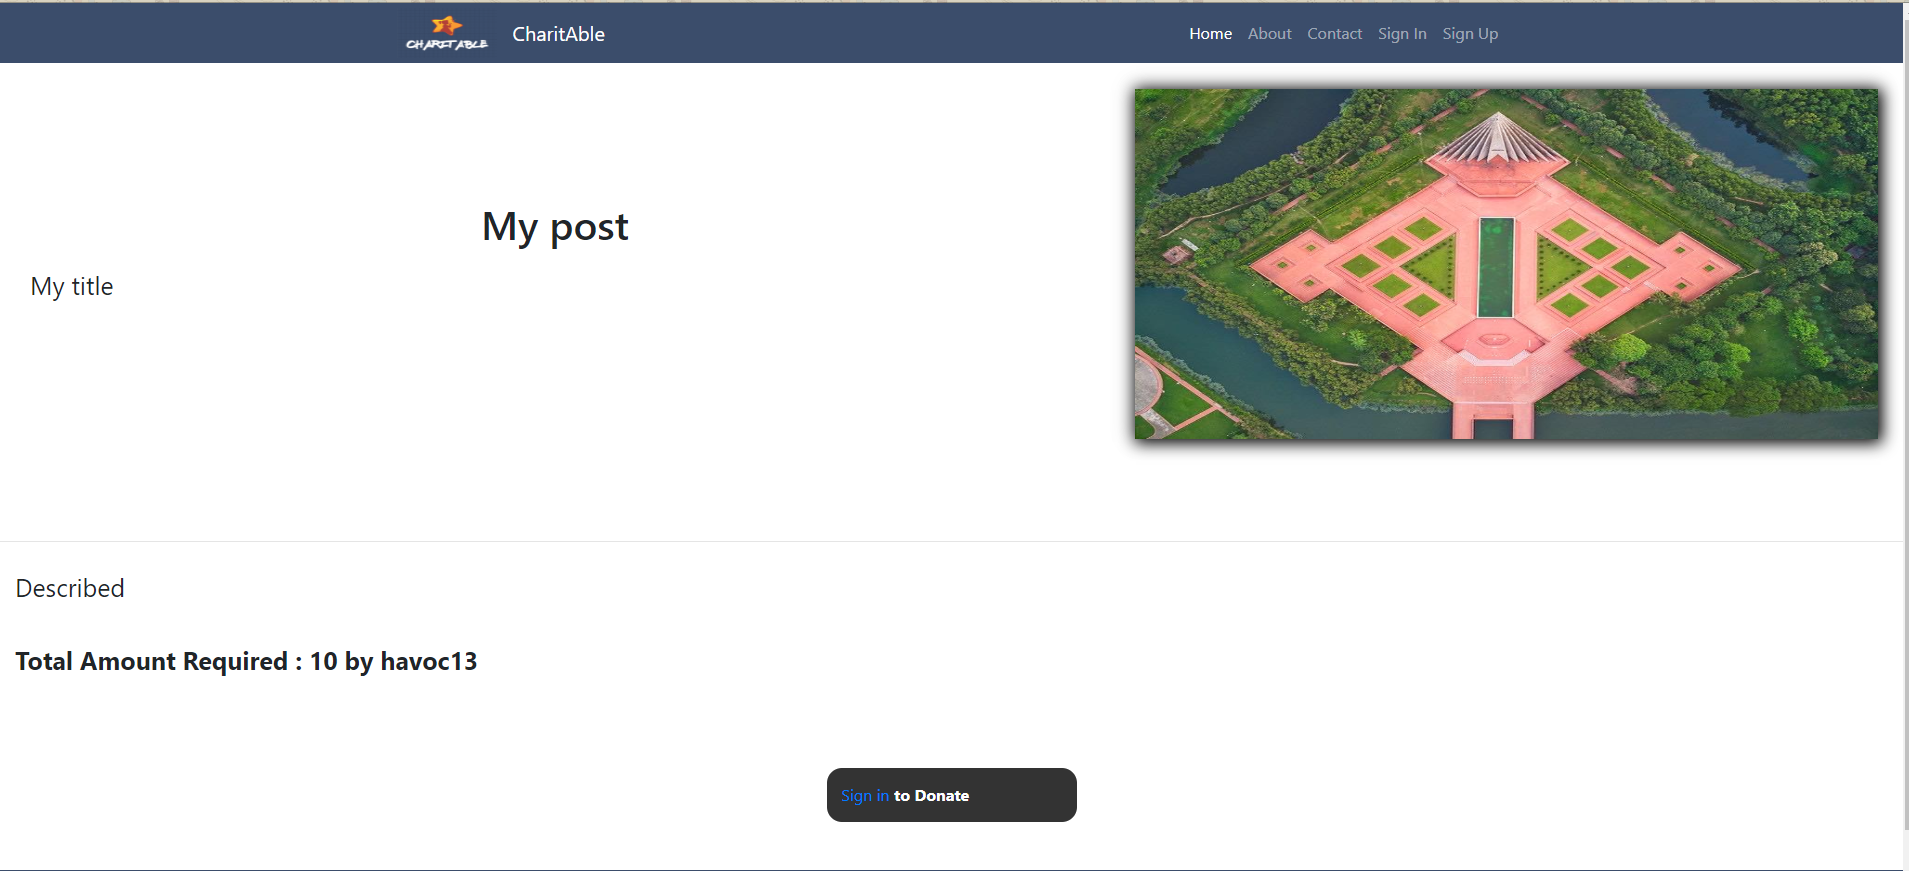 CHARITABLE CharitAble Home About Contact Sign In Sign Up
My post
My title
Described
Total Amount Required : 10 by havoc13
Sign in to Donate